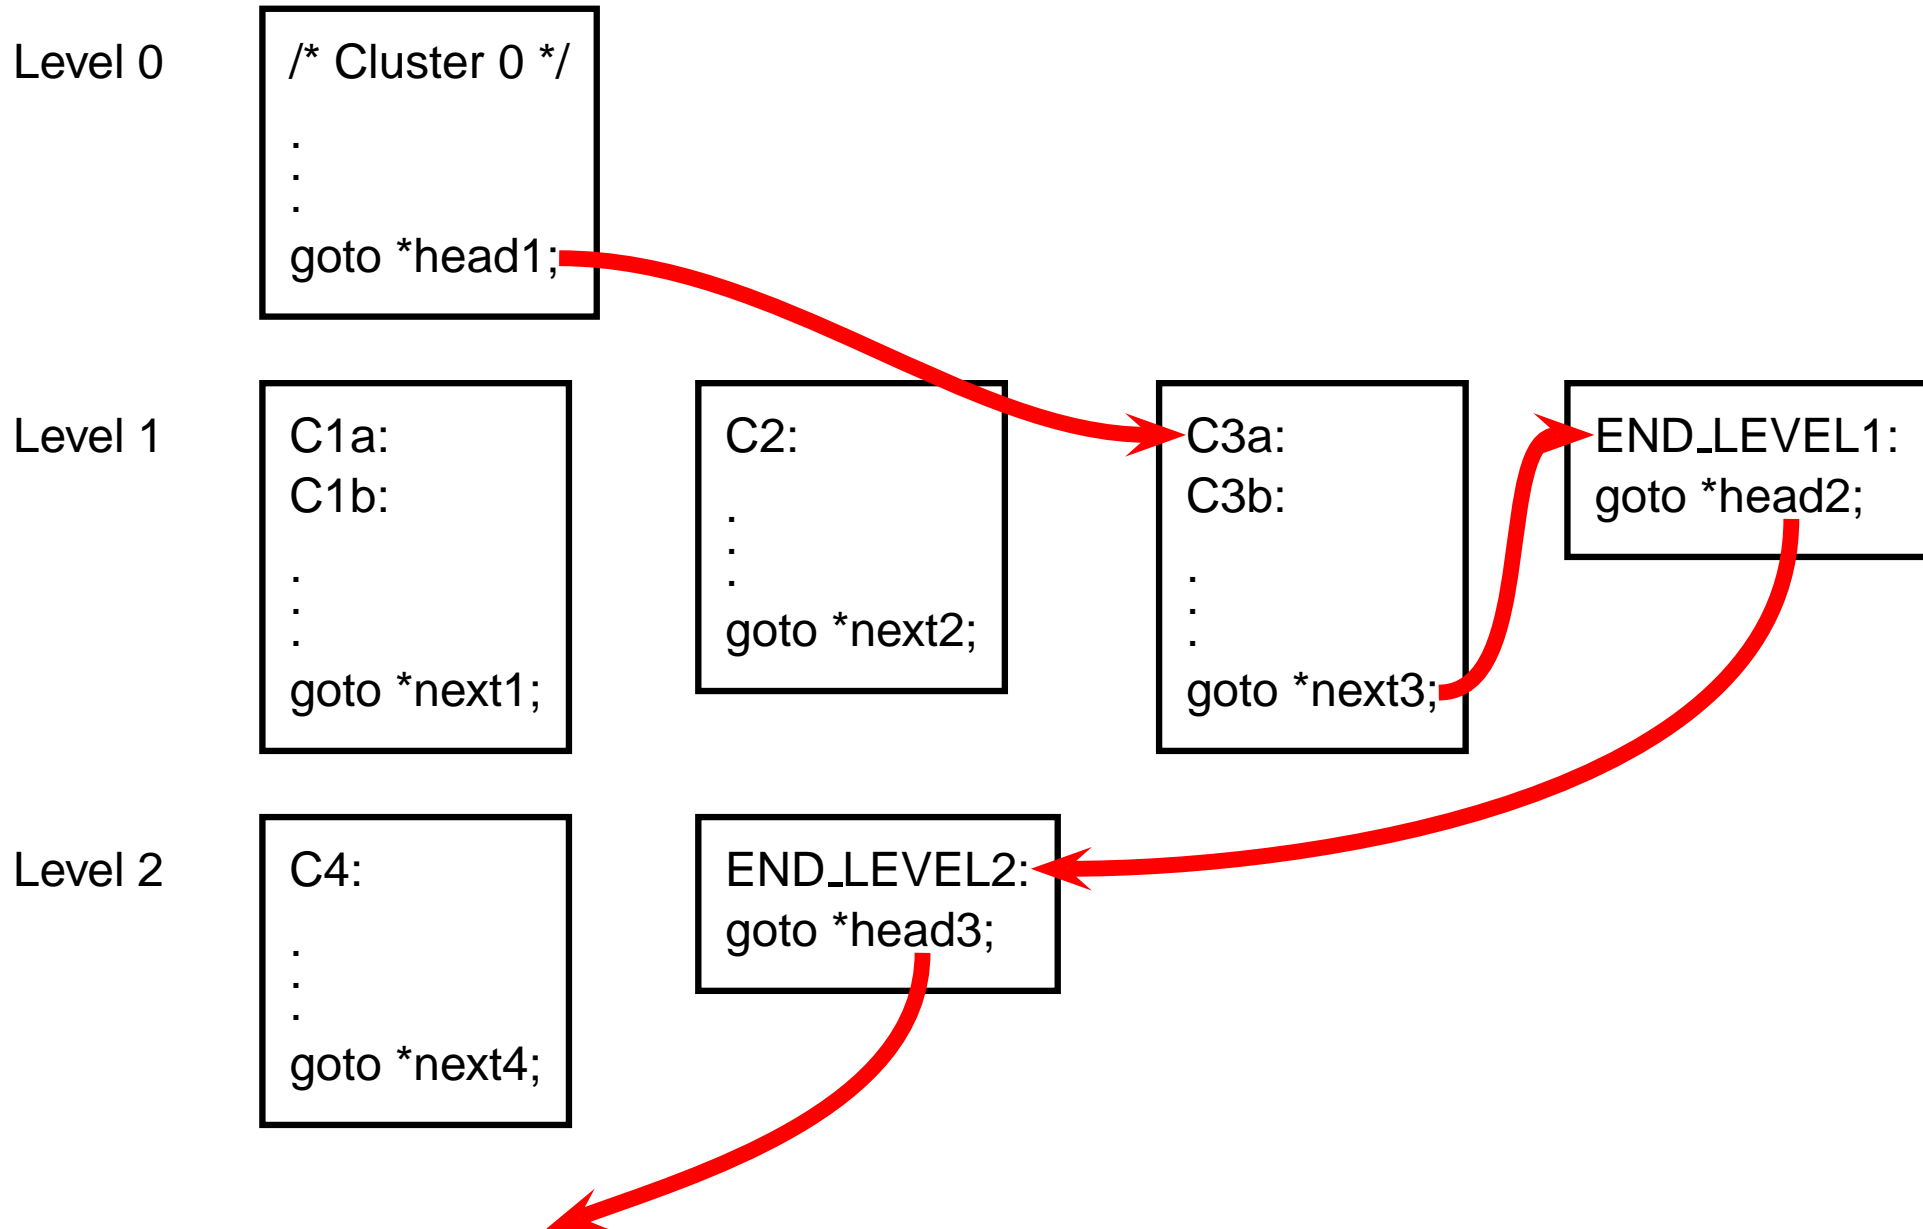 Level 0
/* Cluster 0 */
.
.
.
goto *head1;
Level 1
C1a:
C1b:
.
.
.
goto *next1;
C2:
.
.
.
goto *next2;
C3a:
C3b:
.
.
.
goto *next3;
END_LEVEL1:
goto *head2;
Level 2
C4:
.
.
.
goto *next4;
END_LEVEL2:
goto *head3;